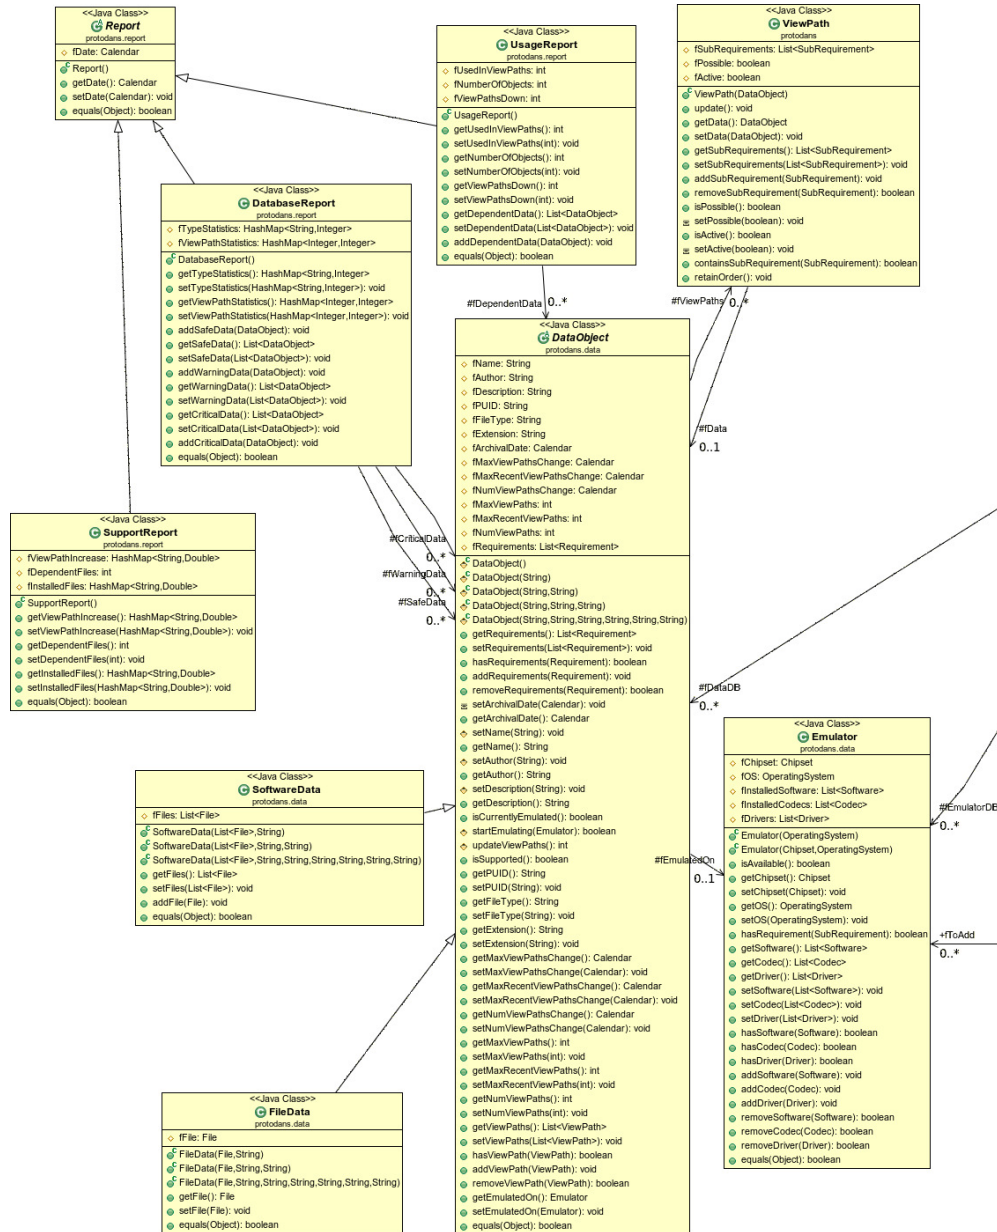 <<Java Class>>
Report
protodans.report
fDate: Calendar
Report()
getDate(): Calendar
setDate(Calendar): void
equals(Object): boolean
<<Java Class>>
UsageReport
protodans.report
fUsedInViewPaths: int
fNumberOfObjects: int
fViewPathsDown: int
UsageReport()
getUsedInViewPaths(): int
setUsedInViewPaths(int): void
getNumberOfObjects(): int
setNumberOfObjects(int): void
getViewPathsDown(): int
setViewPathsDown(int): void
getDependentData(): List<DataObject>
setDependentData(List<DataObject>): void
addDependentData(DataObject): void
equals(Object): boolean
<<Java Class>>
ViewPath
protodans
fSubRequirements: List<SubRequirement>
fPossible: boolean
fActive: boolean
ViewPath(DataObject)
update(): void
getData(): DataObject
setData(DataObject): void
getSubRequirements(): List<SubRequirement>
setSubRequirements(List<SubRequirement>): void
addSubRequirement(SubRequirement): void
removeSubRequirement(SubRequirement): boolean
isPossible(): boolean
setPossible(boolean): void
isActive(): boolean
setActive(boolean): void
containsSubRequirement(SubRequirement): boolean
retainOrder(): void
<<Java Class>>
DatabaseReport
protodans.report
fTypeStatistics: HashMap<String,Integer>
fViewPathStatistics: HashMap<Integer,Integer>
DatabaseReport()
getTypeStatistics(): HashMap<String,Integer>
setTypeStatistics(HashMap<String,Integer>): void
getViewPathStatistics(): HashMap<Integer,Integer>
setViewPathStatistics(HashMap<Integer,Integer>): void
addSafeData(DataObject): void
getSafeData(): List<DataObject>
setSafeData(List<DataObject>): void
addWarningData(DataObject): void
getWarningData(): List<DataObject>
setWarningData(List<DataObject>): void
getCriticalData(): List<DataObject>
setCriticalData(List<DataObject>): void
addCriticalData(DataObject): void
equals(Object): boolean
#fDependentData 0..*
#fViewPaths 0..*
#fData
0..1
#fCriticalData
0..*
#fWarningData
0..*
#fSafeData
0..*
<<Java Class>>
DataObject
protodans.data
fName: String
fAuthor: String
fDescription: String
fPUID: String
fFileType: String
fExtension: String
fArchivalDate: Calendar
fMaxViewPathsChange: Calendar
fMaxRecentViewPathsChange: Calendar
fNumViewPathsChange: Calendar
fMaxViewPaths: int
fMaxRecentViewPaths: int
fNumViewPaths: int
fRequirements: List<Requirement>
DataObject()
DataObject(String)
DataObject(String,String)
DataObject(String,String,String)
DataObject(String,String,String,String,String,String)
getRequirements(): List<Requirement>
setRequirements(List<Requirement>): void
hasRequirements(Requirement): boolean
addRequirements(Requirement): void
removeRequirements(Requirement): boolean
setArchivalDate(Calendar): void
getArchivalDate(): Calendar
setName(String): void
getName(): String
setAuthor(String): void
getAuthor(): String
setDescription(String): void
getDescription(): String
isCurrentlyEmulated(): boolean
startEmulating(Emulator): boolean
updateViewPaths(): int
isSupported(): boolean
getPUID(): String
setPUID(String): void
getFileType(): String
setFileType(String): void
getExtension(): String
setExtension(String): void
getMaxViewPathsChange(): Calendar
setMaxViewPathsChange(Calendar): void
getMaxRecentViewPathsChange(): Calendar
setMaxRecentViewPathsChange(Calendar): void
getNumViewPathsChange(): Calendar
setNumViewPathsChange(Calendar): void
getMaxViewPaths(): int
setMaxViewPaths(int): void
getMaxRecentViewPaths(): int
setMaxRecentViewPaths(int): void
getNumViewPaths(): int
setNumViewPaths(int): void
getViewPaths(): List<ViewPath>
setViewPaths(List<ViewPath>): void
hasViewPath(ViewPath): boolean
addViewPath(ViewPath): void
removeViewPath(ViewPath): boolean
getEmulatedOn(): Emulator
setEmulatedOn(Emulator): void
equals(Object): boolean
<<Java Class>>
SupportReport
protodans.report
fViewPathIncrease: HashMap<String,Double>
fDependentFiles: int
fInstalledFiles: HashMap<String,Double>
SupportReport()
getViewPathIncrease(): HashMap<String,Double>
setViewPathIncrease(HashMap<String,Double>): void
getDependentFiles(): int
setDependentFiles(int): void
getInstalledFiles(): HashMap<String,Double>
setInstalledFiles(HashMap<String,Double>): void
equals(Object): boolean
#fDataDB
0..*
<<Java Class>>
Emulator
protodans.data
fChipset: Chipset
fOS: OperatingSystem
fInstalledSoftware: List<Software>
fInstalledCodecs: List<Codec>
fDrivers: List<Driver>
Emulator(OperatingSystem)
Emulator(Chipset,OperatingSystem)
isAvailable(): boolean
getChipset(): Chipset
setChipset(Chipset): void
getOS(): OperatingSystem
setOS(OperatingSystem): void
hasRequirement(SubRequirement): boolean
getSoftware(): List<Software>
getCodec(): List<Codec>
getDriver(): List<Driver>
setSoftware(List<Software>): void
setCodec(List<Codec>): void
setDriver(List<Driver>): void
hasSoftware(Software): boolean
hasCodec(Codec): boolean
hasDriver(Driver): boolean
addSoftware(Software): void
addCodec(Codec): void
addDriver(Driver): void
removeSoftware(Software): boolean
removeCodec(Codec): boolean
removeDriver(Driver): boolean
equals(Object): boolean
#fEmulatorDB
0..*
#fEmulatedOn
0..1
+fToAdd
0..*
<<Java Class>>
SoftwareData
protodans.data
fFiles: List<File>
SoftwareData(List<File>,String)
SoftwareData(List<File>,String,String)
SoftwareData(List<File>,String,String,String,String,String,String)
getFiles(): List<File>
setFiles(List<File>): void
addFile(File): void
equals(Object): boolean
<<Java Class>>
FileData
protodans.data
fFile: File
FileData(File,String)
FileData(File,String,String)
FileData(File,String,String,String,String,String,String)
getFile(): File
setFile(File): void
equals(Object): boolean